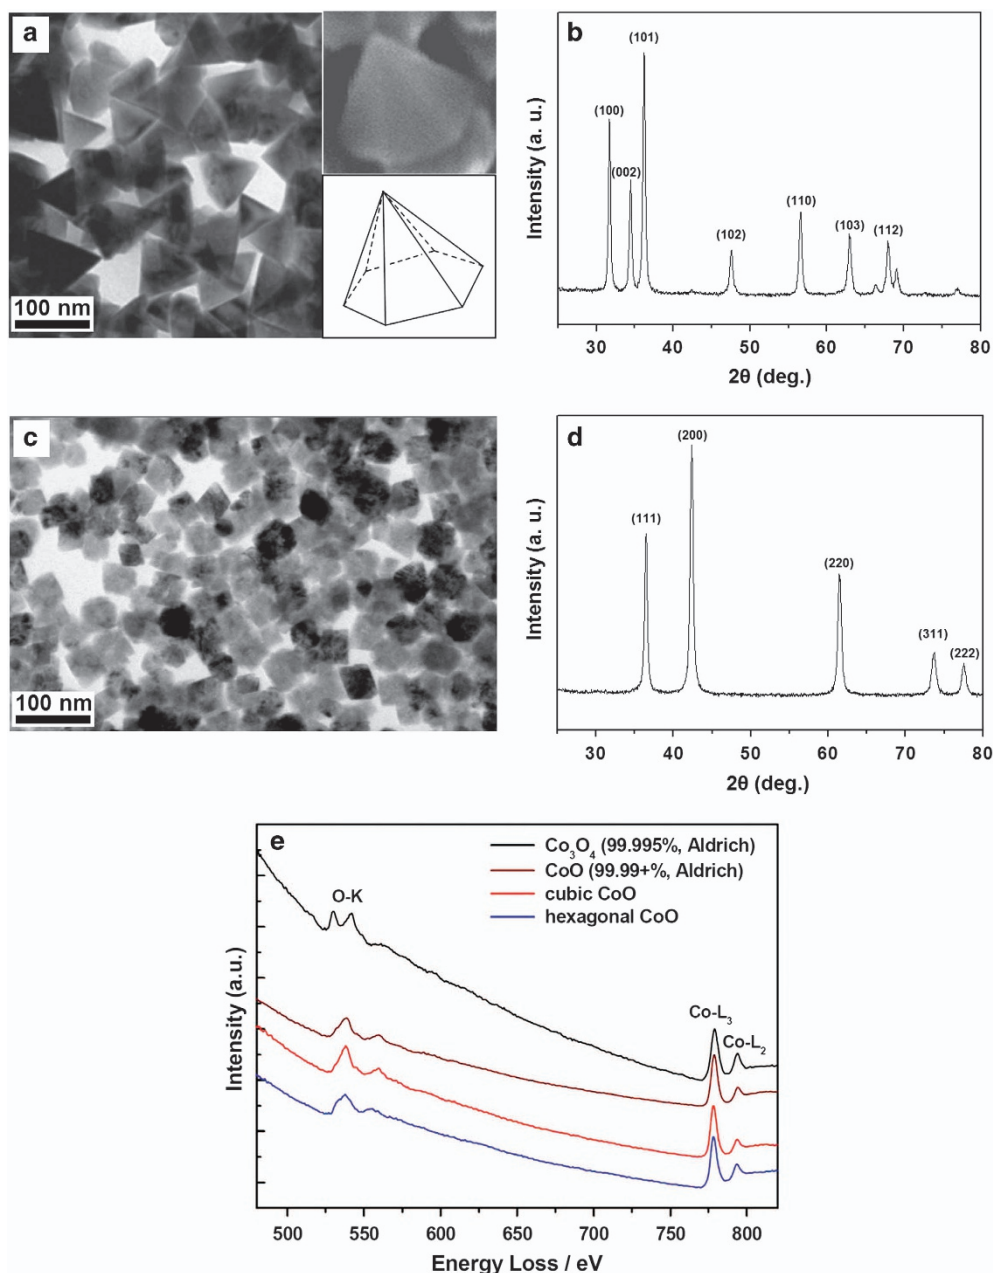 a
100 nm
b
(100)
(002)
(101)
(102)
(110)
(103)
(112)
Intensity (a. u.)
30 40 50 60 70 80
2θ (deg.)
c
100 nm
d
(111)
(200)
(220)
(311)
(222)
Intensity (a. u.)
30 40 50 60 70 80
2θ (deg.)
e
Co₃O₄ (99.995%, Aldrich)
CoO (99.99+%, Aldrich)
cubic CoO
hexagonal CoO
O-K
Co-L₃
Co-L₂
Intensity (a.u.)
500 550 600 650 700 750 800
Energy Loss / eV